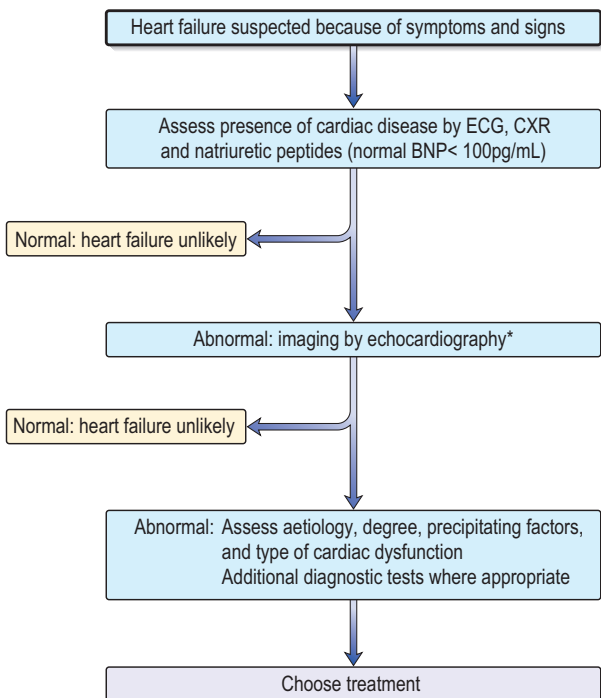 Heart failure suspected because of symptoms and signs
Assess presence of cardiac disease by ECG, CXR
and natriuretic peptides (normal BNP< 100pg/mL)
Normal: heart failure unlikely
Abnormal: imaging by echocardiography*
Normal: heart failure unlikely
Abnormal: Assess aetiology, degree, precipitating factors,
and type of cardiac dysfunction
Additional diagnostic tests where appropriate
Choose treatment